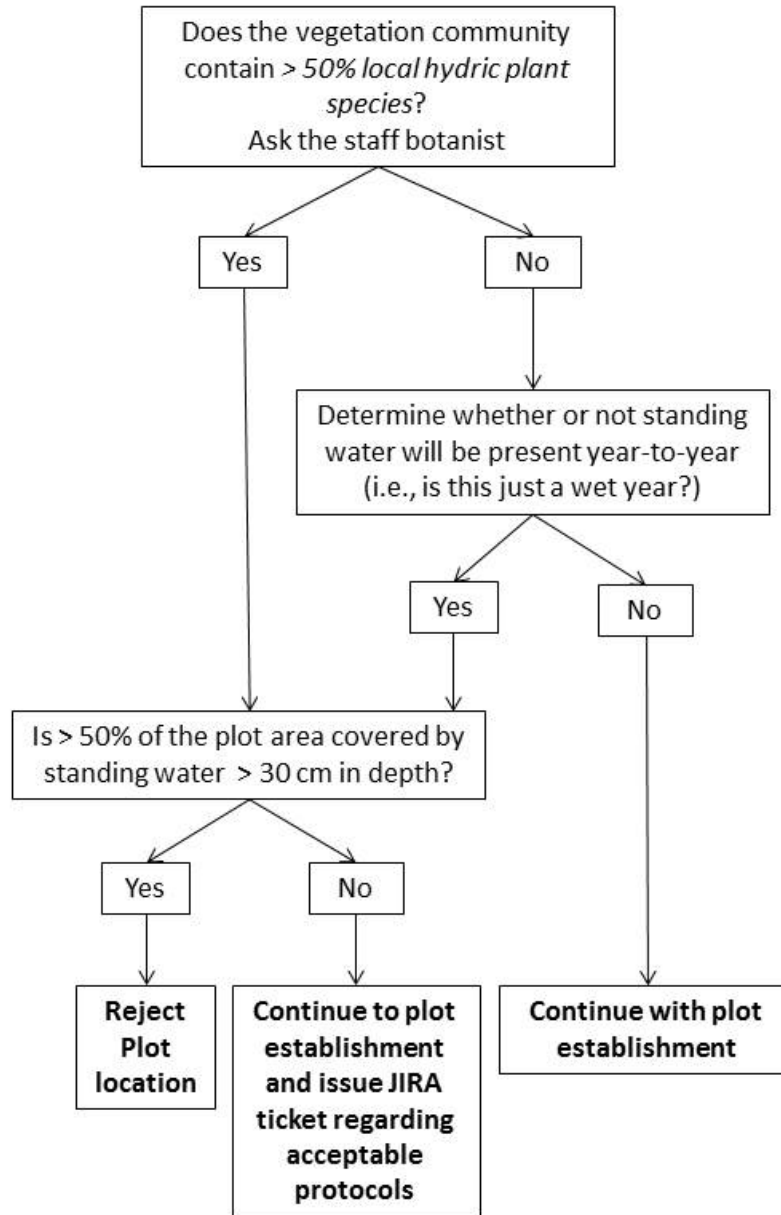 Does the vegetation community
contain > 50% local hydric plant
species?
Ask the staff botanist
Yes
No
Determine whether or not standing
water will be present year-to-year
(i.e., is this just a wet year?)
Yes
No
Is > 50% of the plot area covered by
standing water > 30 cm in depth?
Yes
No
Reject
Plot
location
Continue to plot
establishment
and issue JIRA
ticket regarding
acceptable
protocols
Continue with plot
establishment